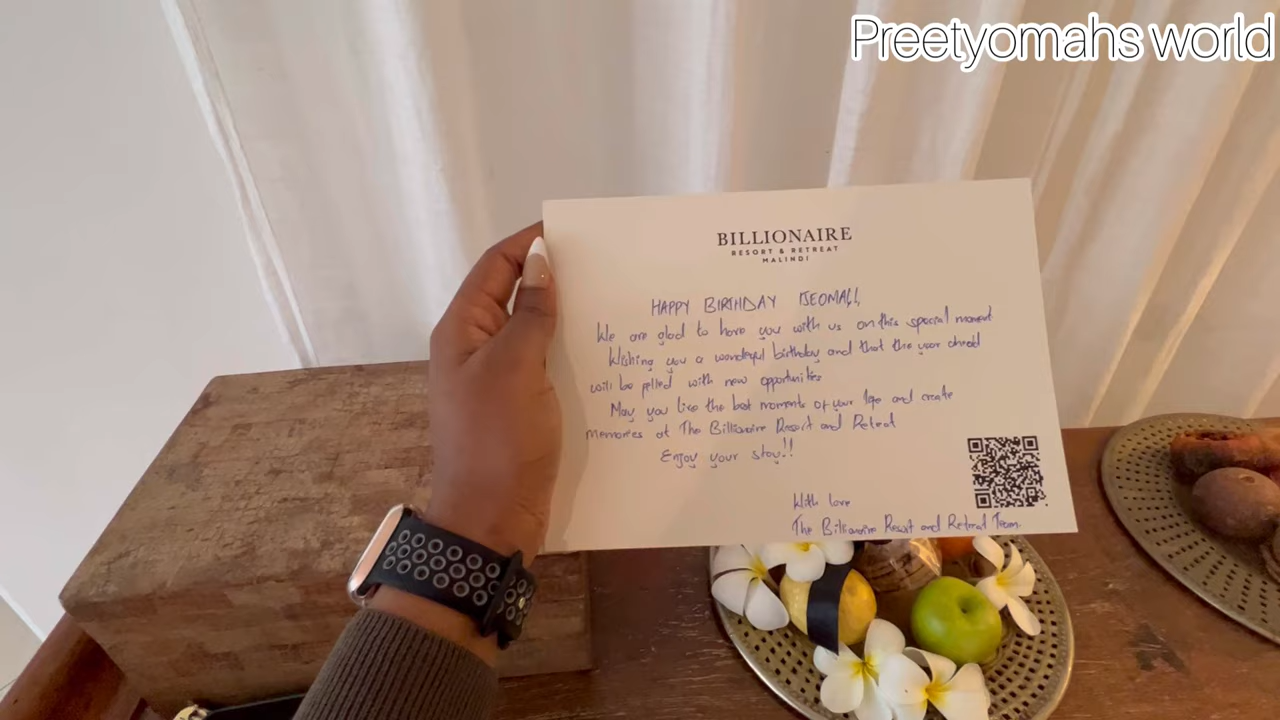 Preetyomahs world
BILLIONAIRE
RESORT & RETREAT
MALINDI
HAPPY BIRTHDAY
We are glad to have you with us on this special moment
Wishing you a wonderful birthday and that the year ahead
will be filled with new opportunities
May you live the best moments of your life and create
memories at The Billionaire Resort and Retreat
Enjoy your stay!!
With love
The Billionaire Resort and Retreat Team.